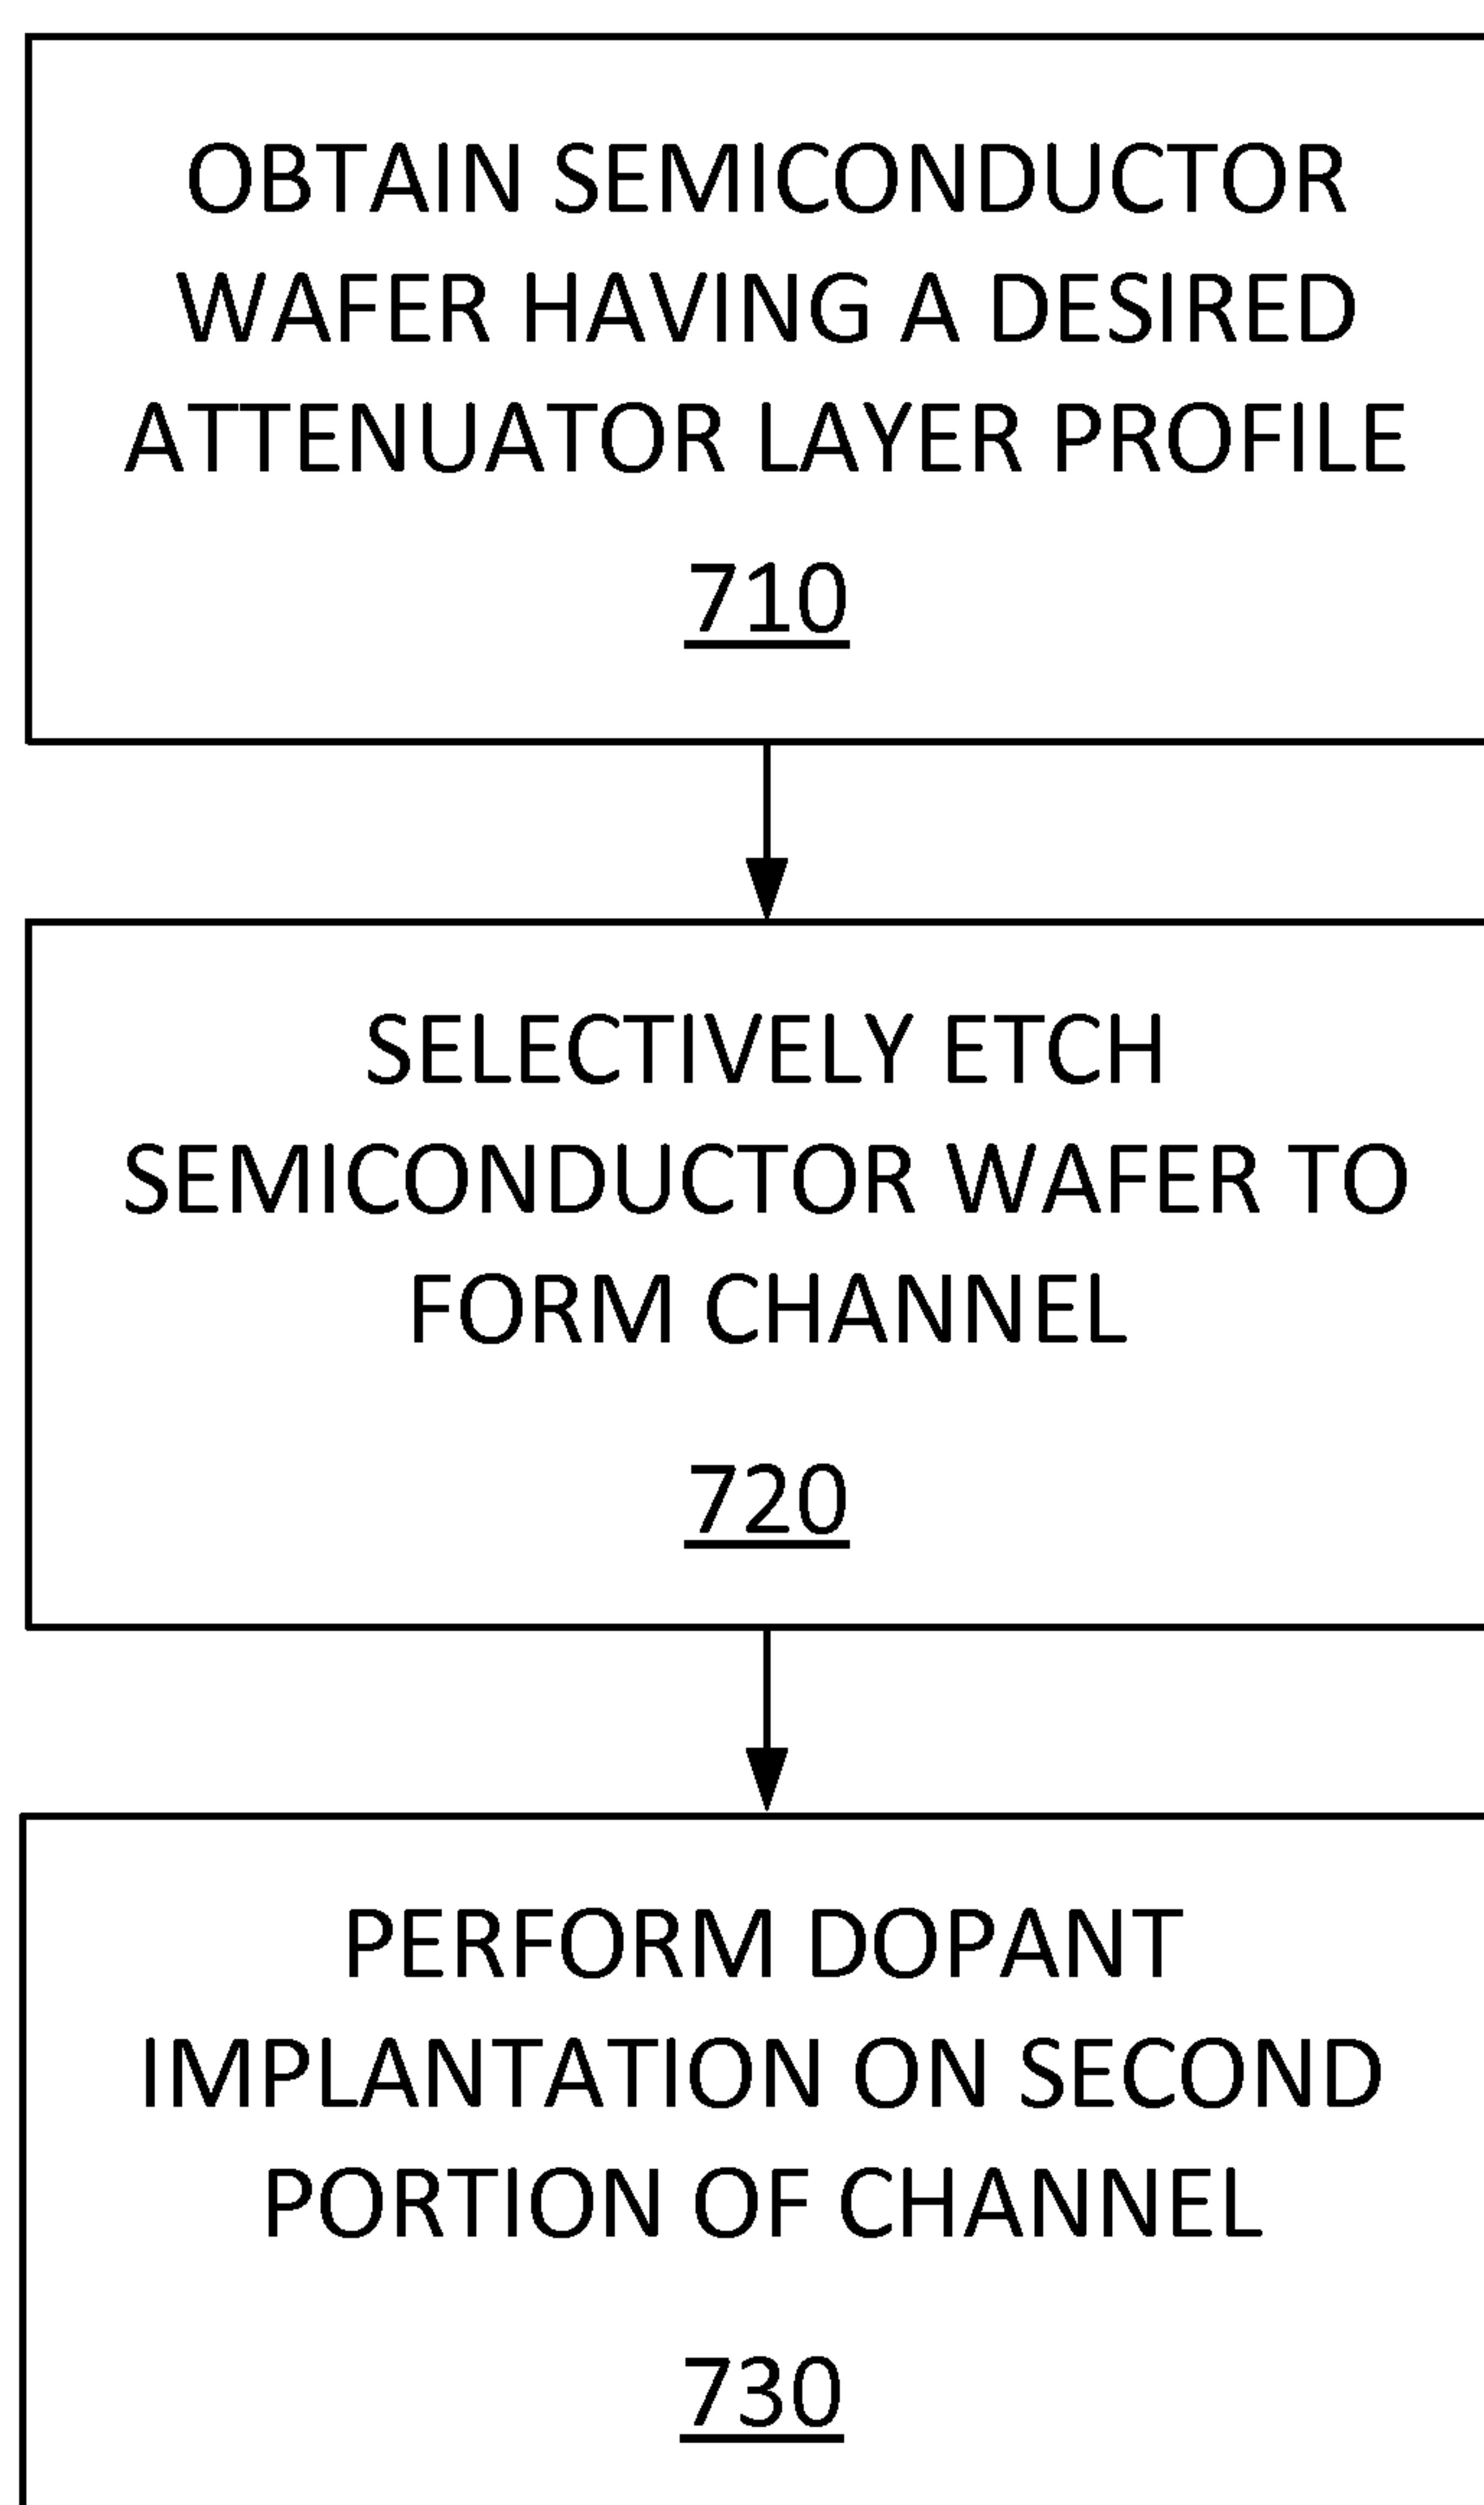 OBTAIN SEMICONDUCTOR
WAFER HAVING A DESIRED
ATTENUATOR LAYER PROFILE
710
SELECTIVELY ETCH
SEMICONDUCTOR WAFER TO
FORM CHANNEL
720
PERFORM DOPANT
IMPLANTATION ON SECOND
PORTION OF CHANNEL
730